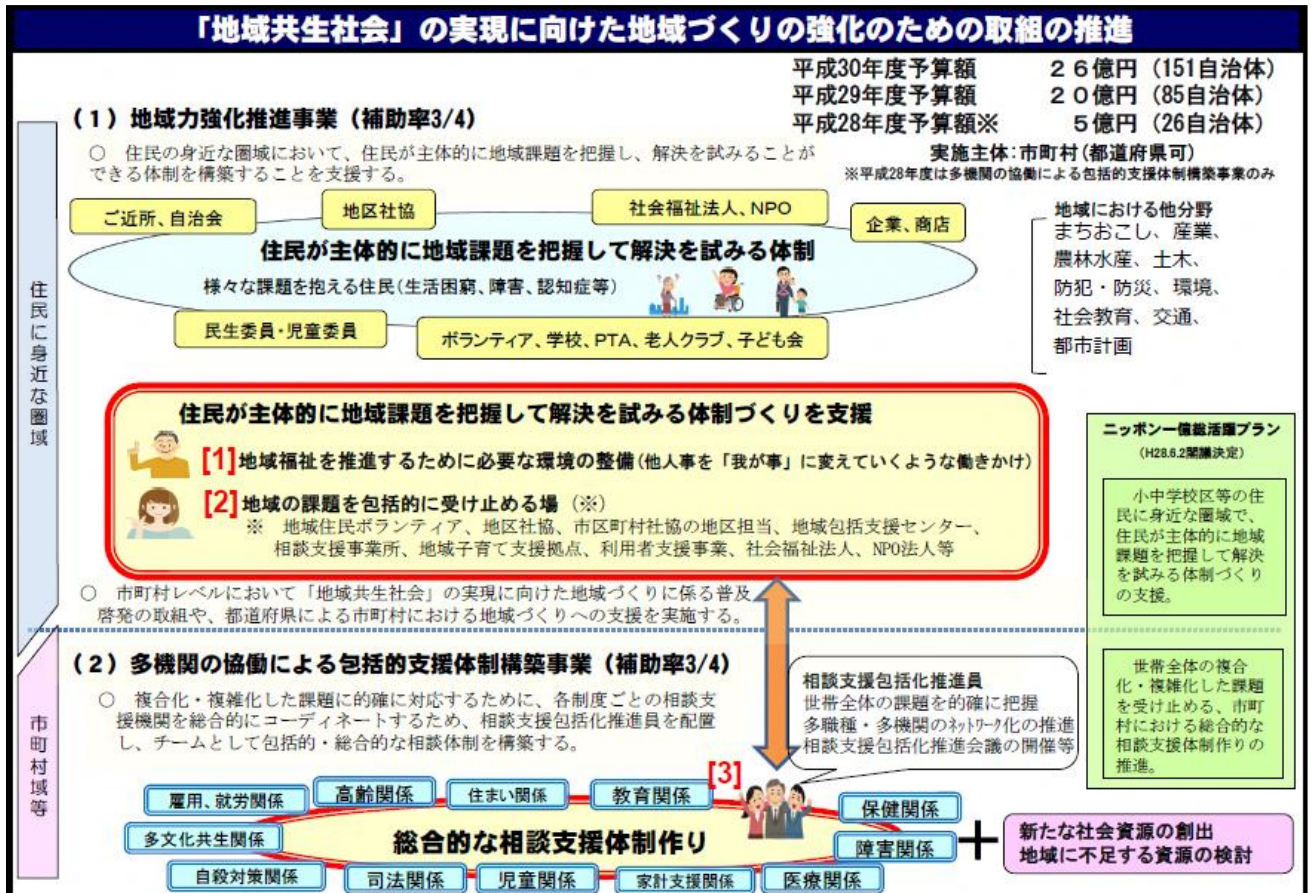 「地域共生社会」の実現に向けた地域づくりの強化のための取組の推進
平成30年度予算額　２６億円（151自治体）
平成29年度予算額　２０億円（85自治体）
平成28年度予算額※　５億円（26自治体）
実施主体：市町村（都道府県可）
※平成28年度は多機関の協働による包括的支援体制構築事業のみ
住民に身近な圏域
（１）地域力強化推進事業（補助率3/4）
○　住民の身近な圏域において、住民が主体的に地域課題を把握し、解決を試みることが
できる体制を構築することを支援する。
ご近所、自治会
地区社協
社会福祉法人、NPO
企業、商店
住民が主体的に地域課題を把握して解決を試みる体制
様々な課題を抱える住民（生活困窮、障害、認知症等）
民生委員・児童委員
ボランティア、学校、PTA、老人クラブ、子ども会
地域における他分野
まちおこし、産業、
農林水産、土木、
防犯・防災、環境、
社会教育、交通、
都市計画
住民が主体的に地域課題を把握して解決を試みる体制づくりを支援
[1]地域福祉を推進するために必要な環境の整備（他人事を「我が事」に変えていくような働きかけ）
[2]地域の課題を包括的に受け止める場（※）
※　地域住民ボランティア、地区社協、市区町村社協の地区担当、地域包括支援センター、
相談支援事業所、地域子育て支援拠点、利用者支援事業、社会福祉法人、NPO法人等
○　市町村レベルにおいて「地域共生社会」の実現に向けた地域づくりに係る普及
啓発の取組や、都道府県による市町村における地域づくりへの支援を実施する。
ニッポン一億総活躍プラン
（H28.6.2閣議決定）
小中学校区等の住
民に身近な圏域で、
住民が主体的に地域
課題を把握して解決
を試みる体制づくり
の支援。
世帯全体の複合
化・複雑化した課題
を受け止める、市町
村における総合的な
相談支援体制作りの
推進。
市町村域等
（２）多機関の協働による包括的支援体制構築事業（補助率3/4）
○　複合化・複雑化した課題に的確に対応するために、各制度ごとの相談支
援機関を総合的にコーディネートするため、相談支援包括化推進員を配置
し、チームとして包括的・総合的な相談体制を構築する。
相談支援包括化推進員
世帯全体の課題を的確に把握
多職種・多機関のﾈｯﾄﾜｰｸ化の推進
相談支援包括化推進会議の開催等
[3]
雇用、就労関係
高齢関係
住まい関係
教育関係
保健関係
多文化共生関係
総合的な相談支援体制作り
障害関係
自殺対策関係
司法関係
児童関係
家計支援関係
医療関係
＋
新たな社会資源の創出
地域に不足する資源の検討